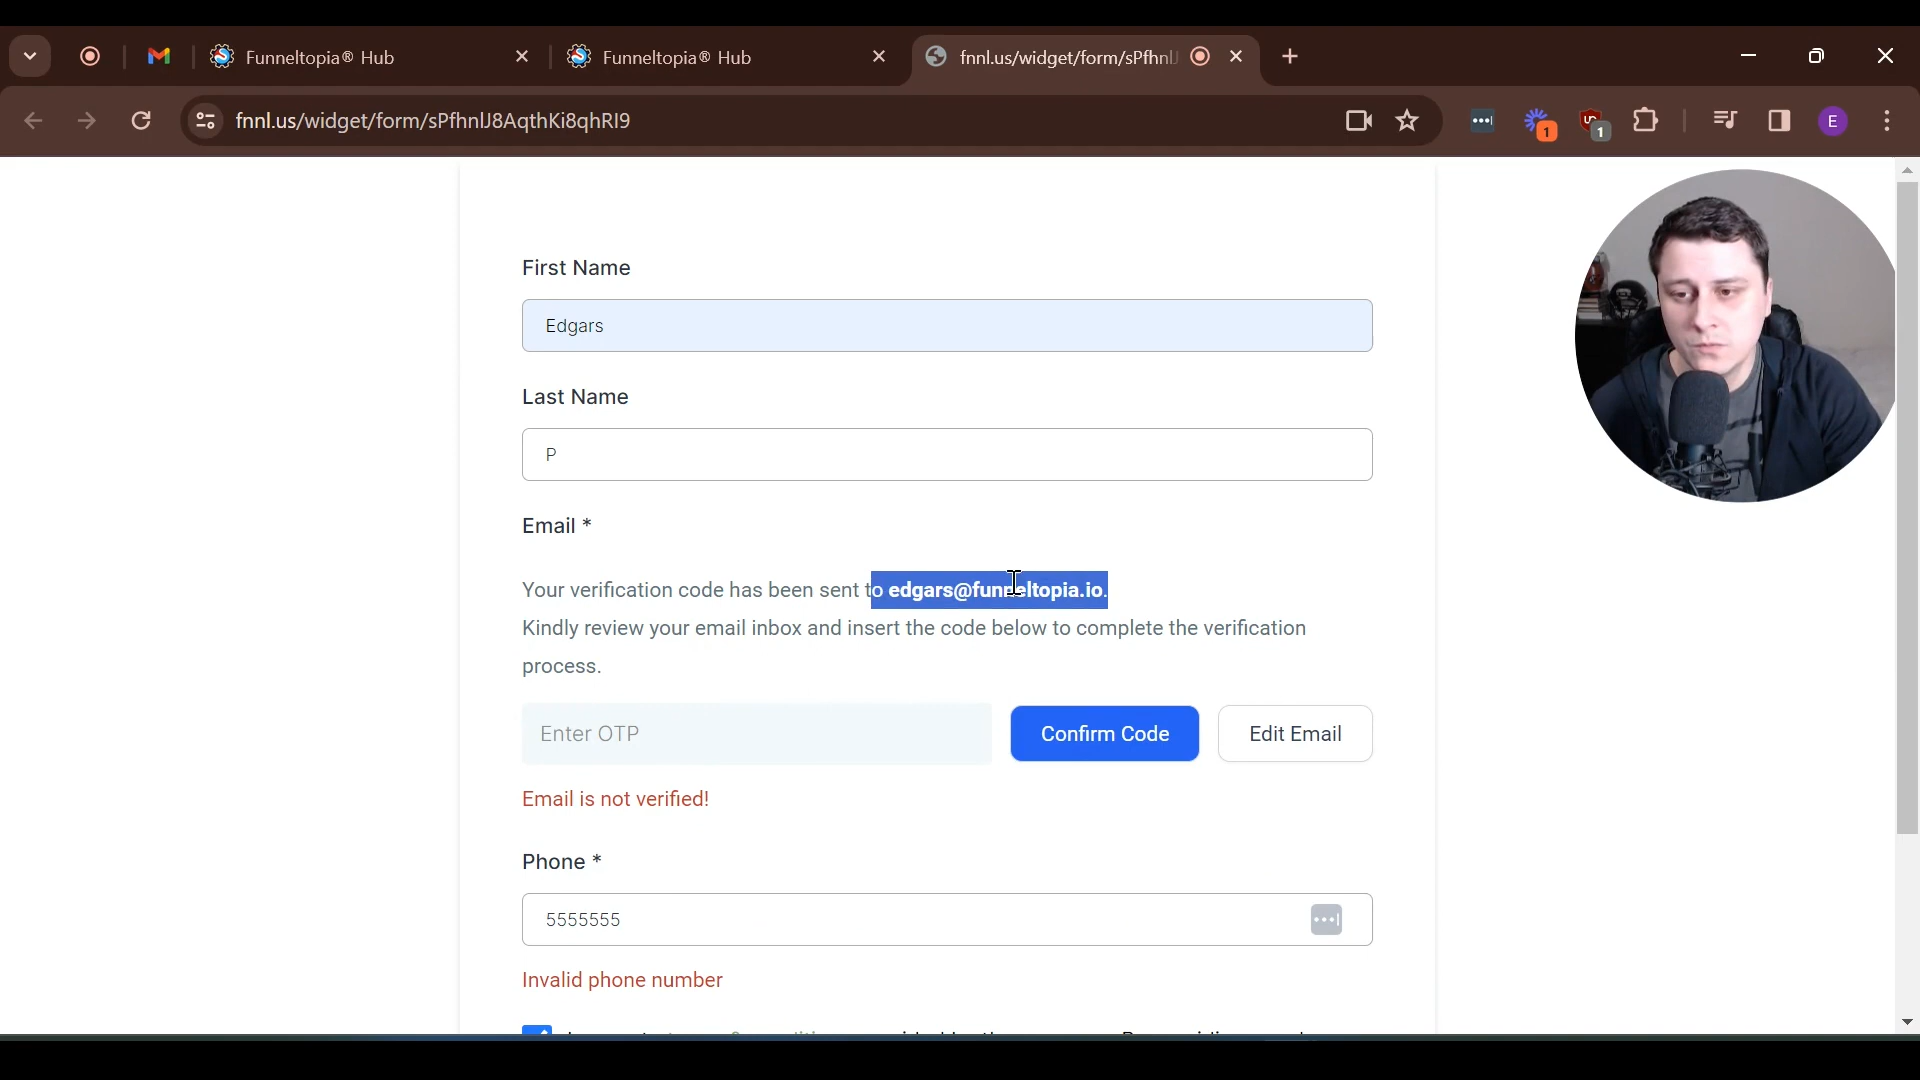 Funneltopia® Hub
Funneltopia® Hub
fnnl.us/widget/form/sPfhnl
fnnl.us/widget/form/sPfhnlJ8AqthKi8qhRI9
1
1
E
First Name
Edgars
Last Name
P
Email *
Your verification code has been sent to edgars@funneltopia.io.
Kindly review your email inbox and insert the code below to complete the verification
process.
Enter OTP
Confirm Code
Edit Email
Email is not verified!
Phone *
5555555
Invalid phone number